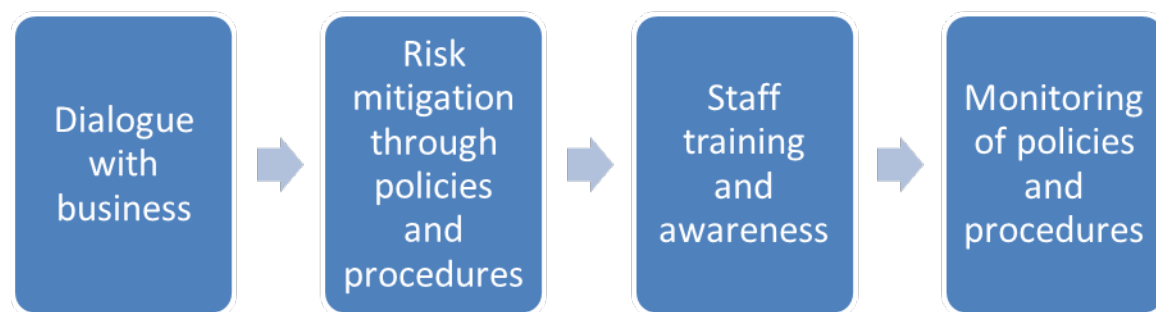 Dialogue
with
business
Risk
mitigation
through
policies
and
procedures
Staff
training
and
awareness
Monitoring
of policies
and
procedures